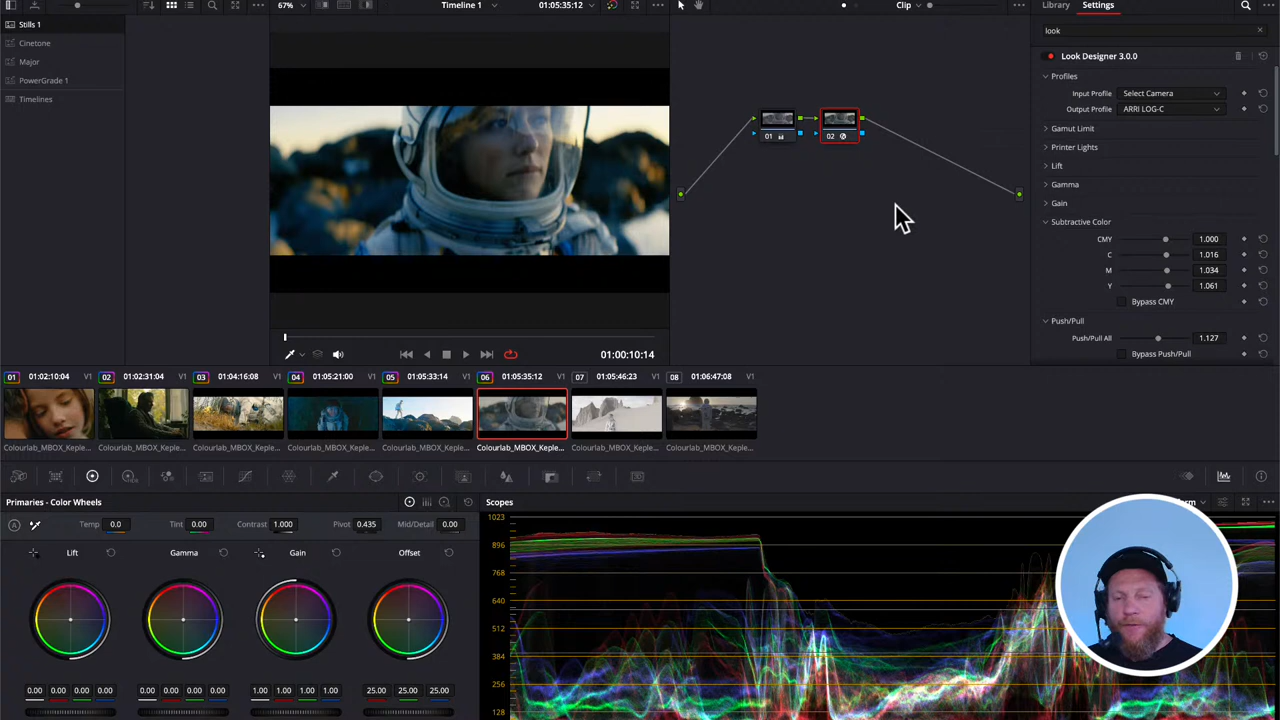 67%
Timeline 1
01:05:35:12
Clip
Library
Settings
Stills 1
Cinetone
Major
PowerGrade 1
Timelines
look
Look Designer 3.0.0
Profiles
Input Profile Select Camera
Output Profile ARRI LOG-C
Gamut Limit
Printer Lights
Lift
Gamma
Gain
Subtractive Color
CMY 1.000
C 1.016
M 1.034
Y 1.061
Bypass CMY
Push/Pull
Push/Pull All 1.127
Bypass Push/Pull
01
02
01:00:10:14
01 01:02:10:04 V1
02 01:02:31:04 V1
03 01:04:16:08 V1
04 01:05:21:00 V1
05 01:05:33:14 V1
06 01:05:35:12 V1
07 01:05:46:23 V1
08 01:06:47:08 V1
Colourlab_MBOX_Keple...
Colourlab_MBOX_Keple...
Colourlab_MBOX_Keple...
Colourlab_MBOX_Keple...
Colourlab_MBOX_Keple...
Colourlab_MBOX_Keple...
Colourlab_MBOX_Keple...
Colourlab_MBOX_Keple...
Primaries - Color Wheels
Scopes
Temp 0.0
Tint 0.00
Contrast 1.000
Pivot 0.435
Mid/Detail 0.00
Lift
Gamma
Gain
Offset
0.00 0.00 0.00 0.00
0.00 0.00 0.00 0.00
1.00 1.00 1.00 1.00
25.00 25.00 25.00
1023
896
768
640
512
384
256
128